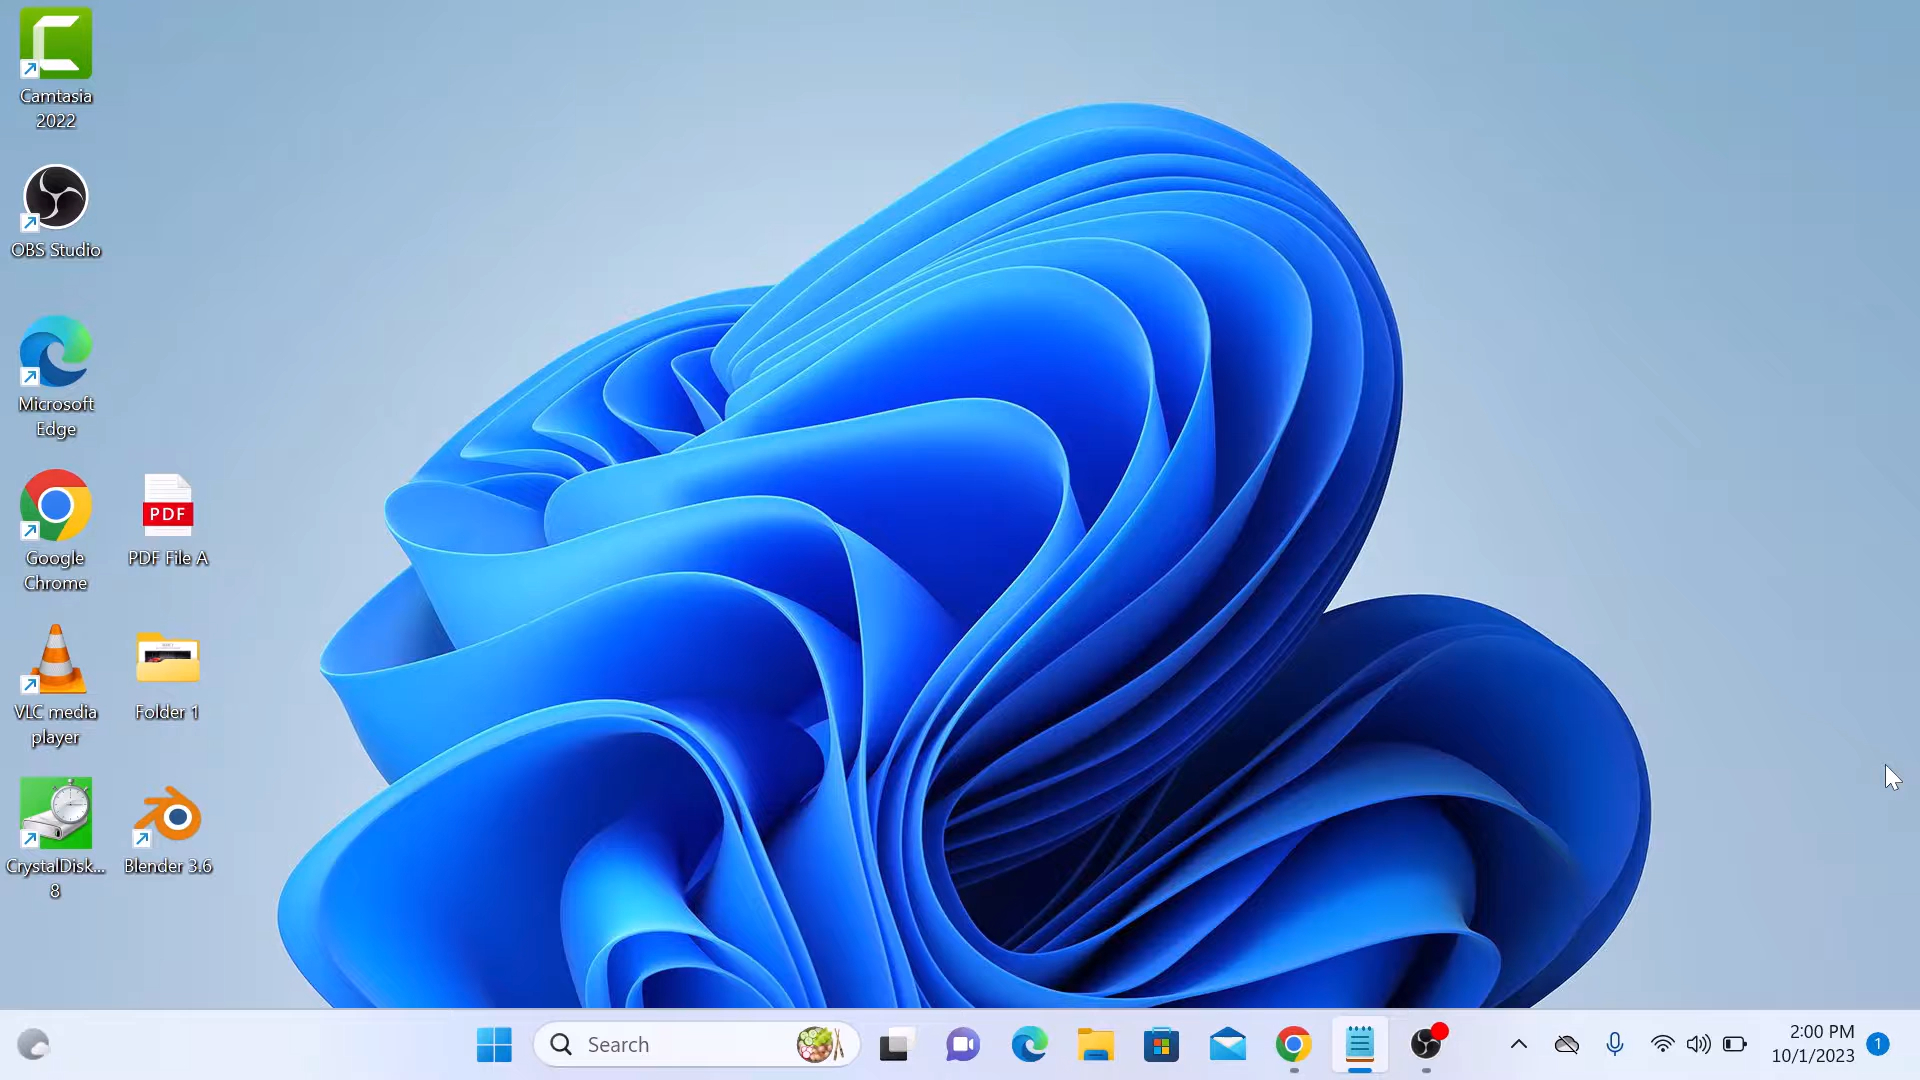 Camtasia
2022
OBS Studio
Microsoft
Edge
Google
Chrome
PDF
PDF File A
VLC media
player
Folder 1
CrystalDisk...
8
Blender 3.6
Search
2:00 PM
10/1/2023
1